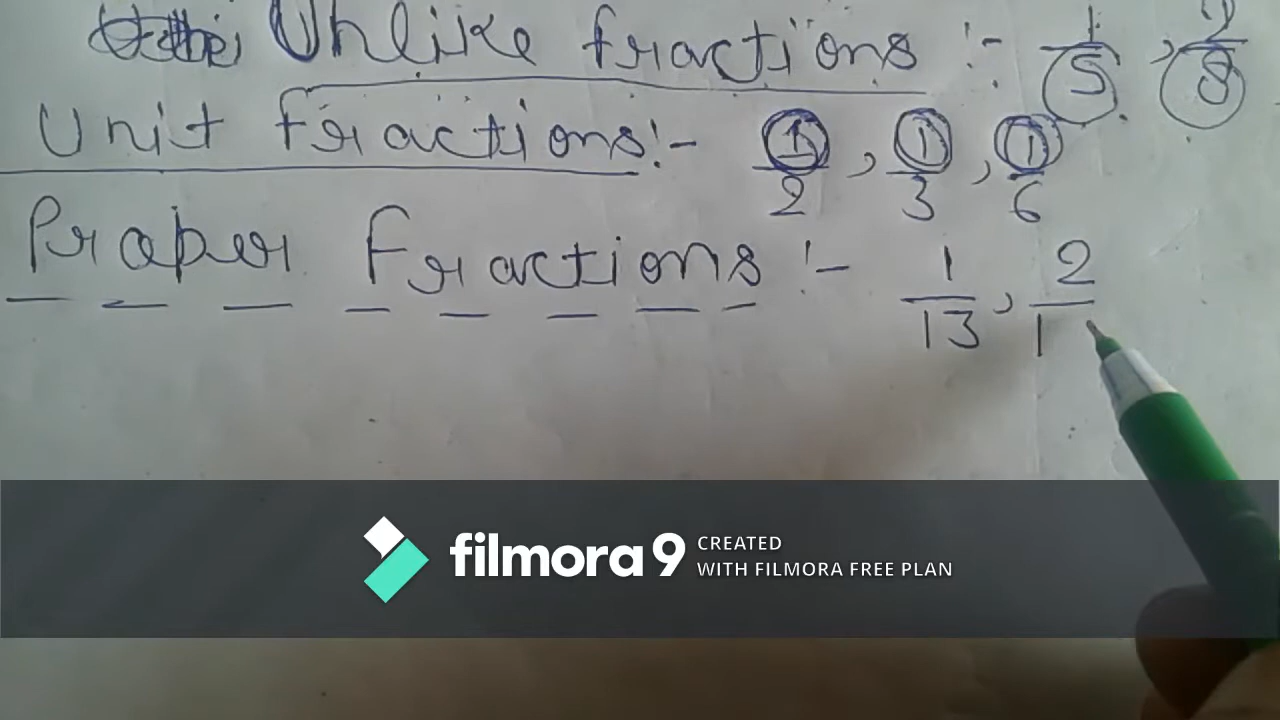 Unlike fractions :- 1/5, 2/8
Unit fractions :- 1/2, 1/3, 1/6
Proper Fractions :- 1/13, 2/1
filmora 9 CREATED
WITH FILMORA FREE PLAN